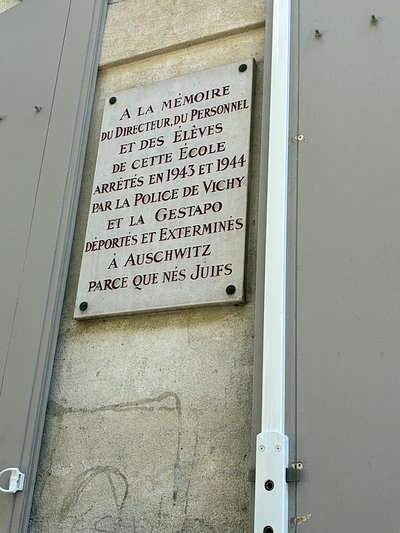 A LA MÉMOIRE
DU DIRECTEUR, DU PERSONNEL
ET DES ÉLÈVES
DE CETTE ÉCOLE
ARRÊTÉS EN 1943 ET 1944
PAR LA POLICE DE VICHY
ET LA GESTAPO
DÉPORTÉS ET EXTERMINÉS
À AUSCHWITZ
PARCE QUE NÉS JUIFS